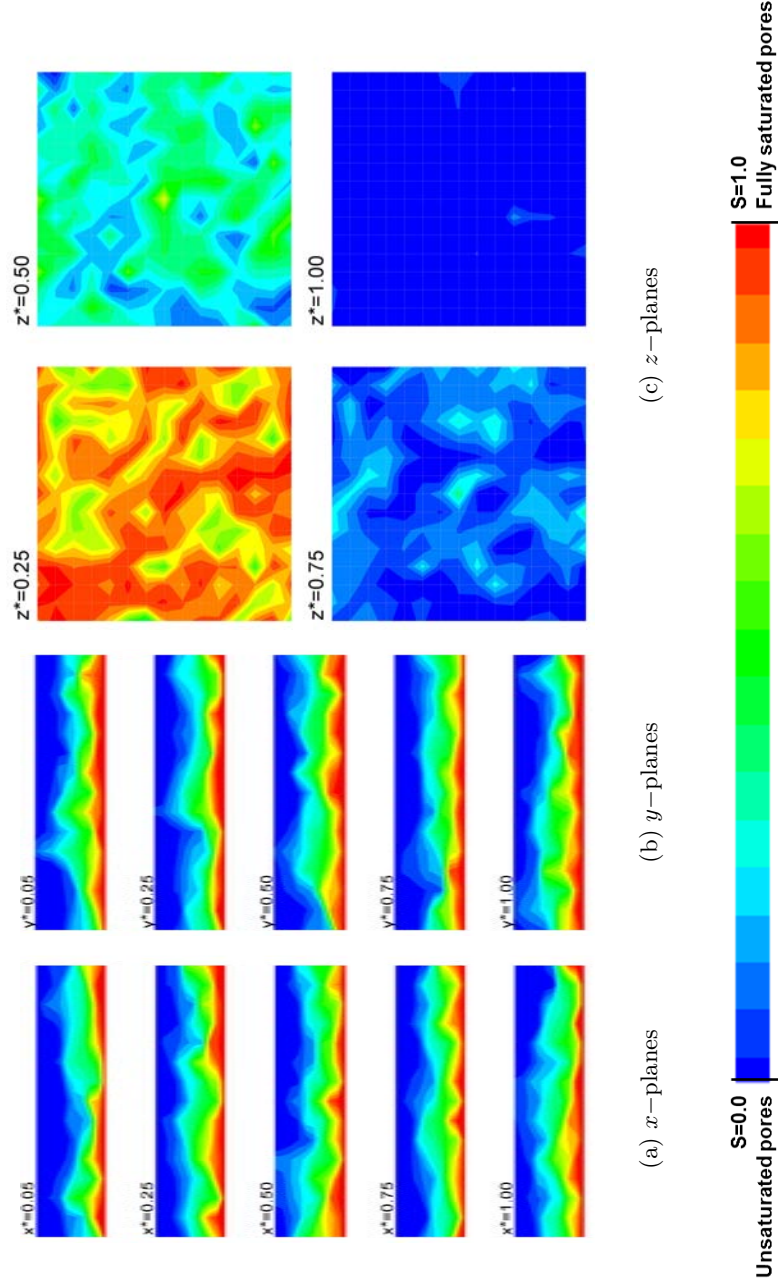 x*=0.05
x*=0.25
x*=0.50
x*=0.75
x*=1.00
(a) x−planes
y*=0.05
y*=0.25
y*=0.50
y*=0.75
y*=1.00
(b) y−planes
z*=0.25
z*=0.50
z*=0.75
z*=1.00
(c) z−planes
S=0.0
Unsaturated pores
S=1.0
Fully saturated pores